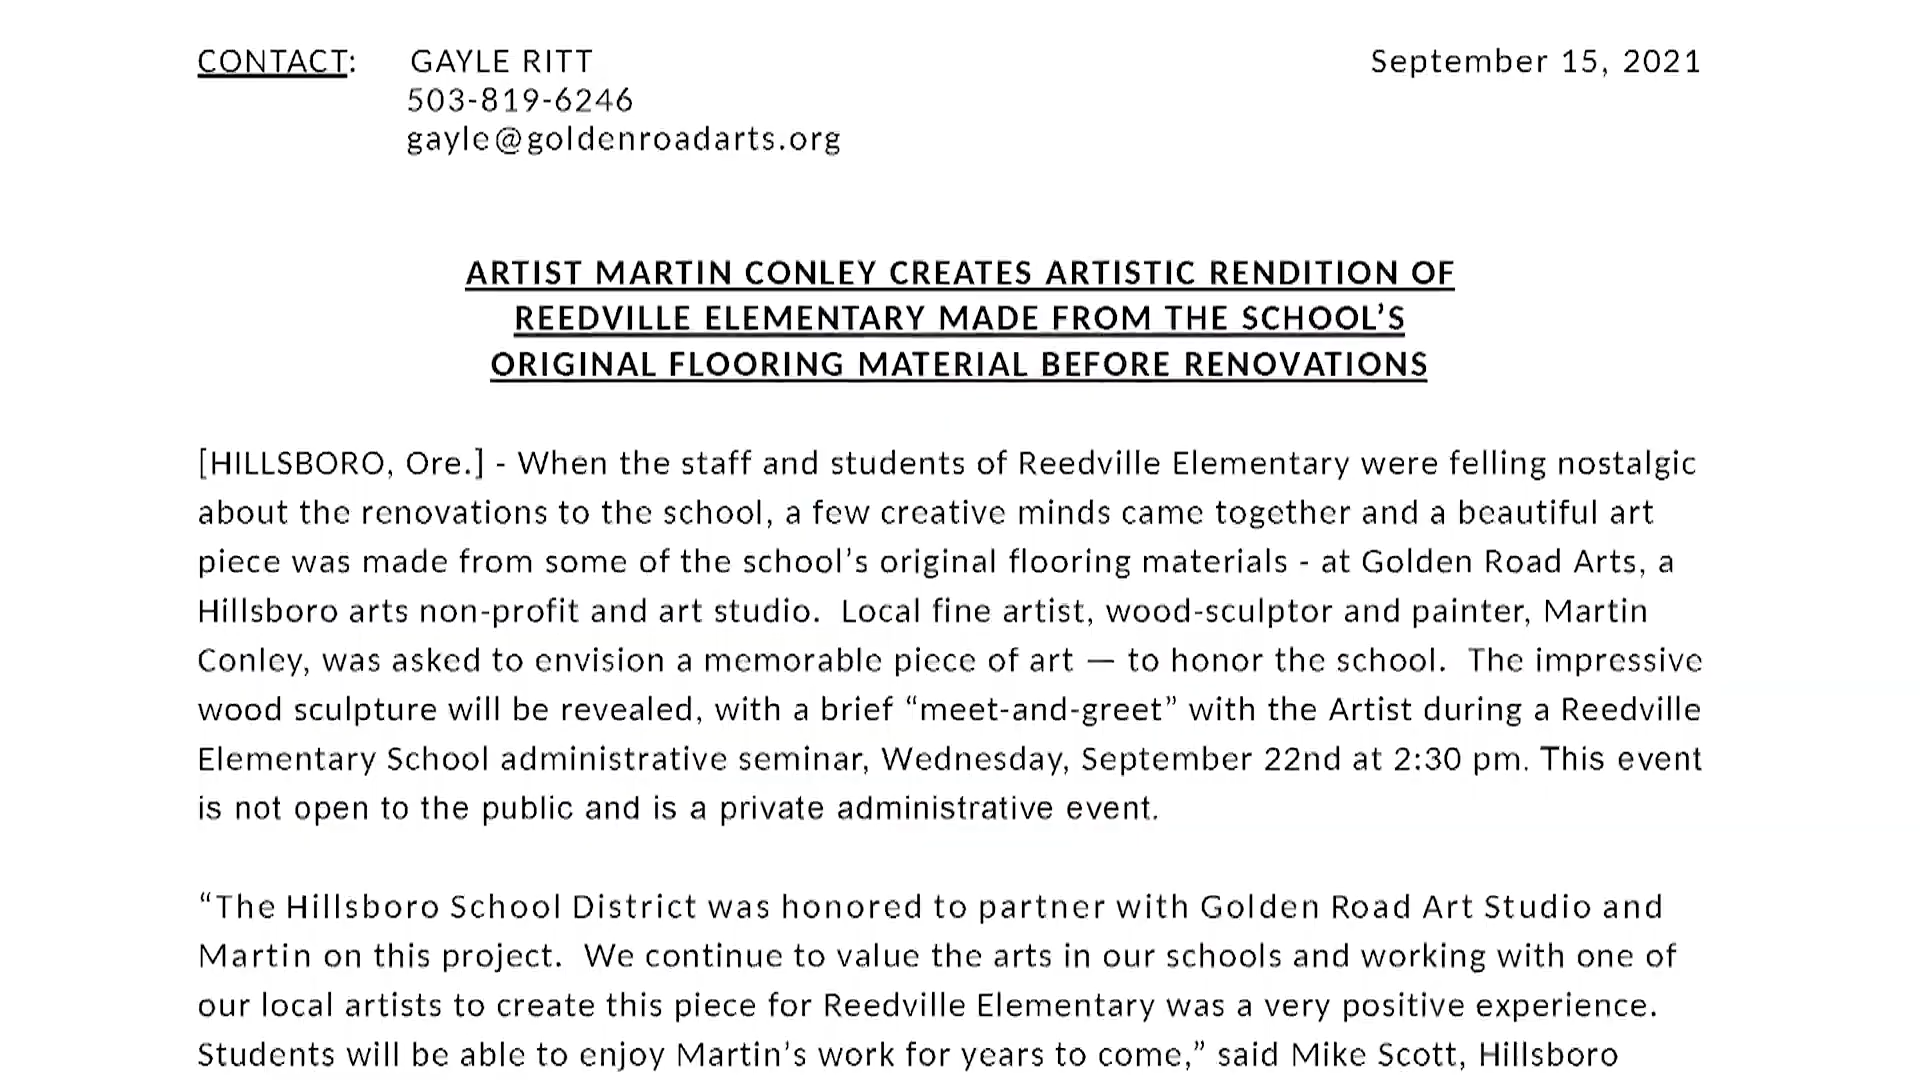 CONTACT: GAYLE RITT September 15, 2021
503-819-6246
gayle@goldenroadarts.org
ARTIST MARTIN CONLEY CREATES ARTISTIC RENDITION OF
REEDVILLE ELEMENTARY MADE FROM THE SCHOOL’S
ORIGINAL FLOORING MATERIAL BEFORE RENOVATIONS
[HILLSBORO, Ore.] - When the staff and students of Reedville Elementary were felling nostalgic
about the renovations to the school, a few creative minds came together and a beautiful art
piece was made from some of the school’s original flooring materials - at Golden Road Arts, a
Hillsboro arts non-profit and art studio.  Local fine artist, wood-sculptor and painter, Martin
Conley, was asked to envision a memorable piece of art — to honor the school.  The impressive
wood sculpture will be revealed, with a brief “meet-and-greet” with the Artist during a Reedville
Elementary School administrative seminar, Wednesday, September 22nd at 2:30 pm. This event
is not open to the public and is a private administrative event.
“The Hillsboro School District was honored to partner with Golden Road Art Studio and
Martin on this project.  We continue to value the arts in our schools and working with one of
our local artists to create this piece for Reedville Elementary was a very positive experience.
Students will be able to enjoy Martin’s work for years to come,” said Mike Scott, Hillsboro